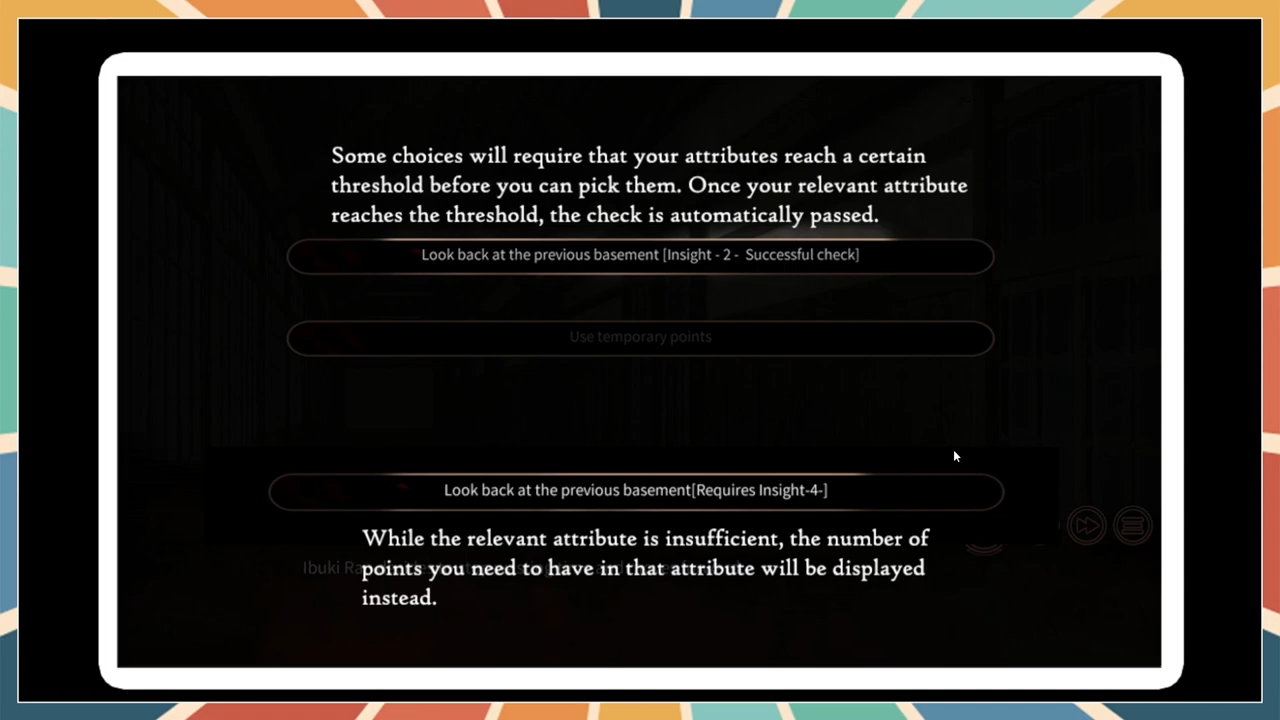 Some choices will require that your attributes reach a certain
threshold before you can pick them. Once your relevant attribute
reaches the threshold, the check is automatically passed.
Look back at the previous basement [Insight - 2 -  Successful check]
Use temporary points
Look back at the previous basement[Requires Insight-4-]
While the relevant attribute is insufficient, the number of
points you need to have in that attribute will be displayed
instead.
Ibuki